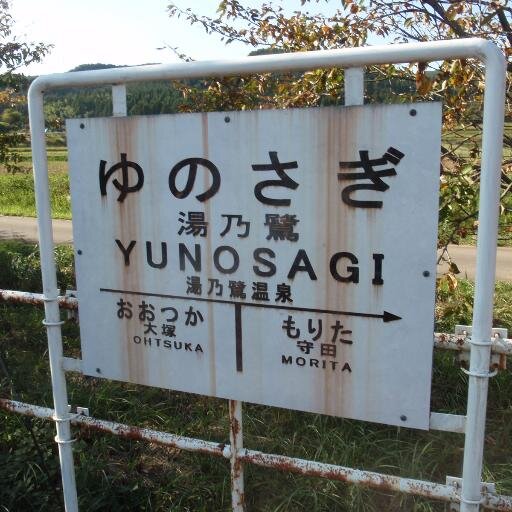 ゆのさぎ
湯乃鷺
YUNOSAGI
湯乃鷺温泉
おおつか もりた
大塚 守田
OHTSUKA MORITA